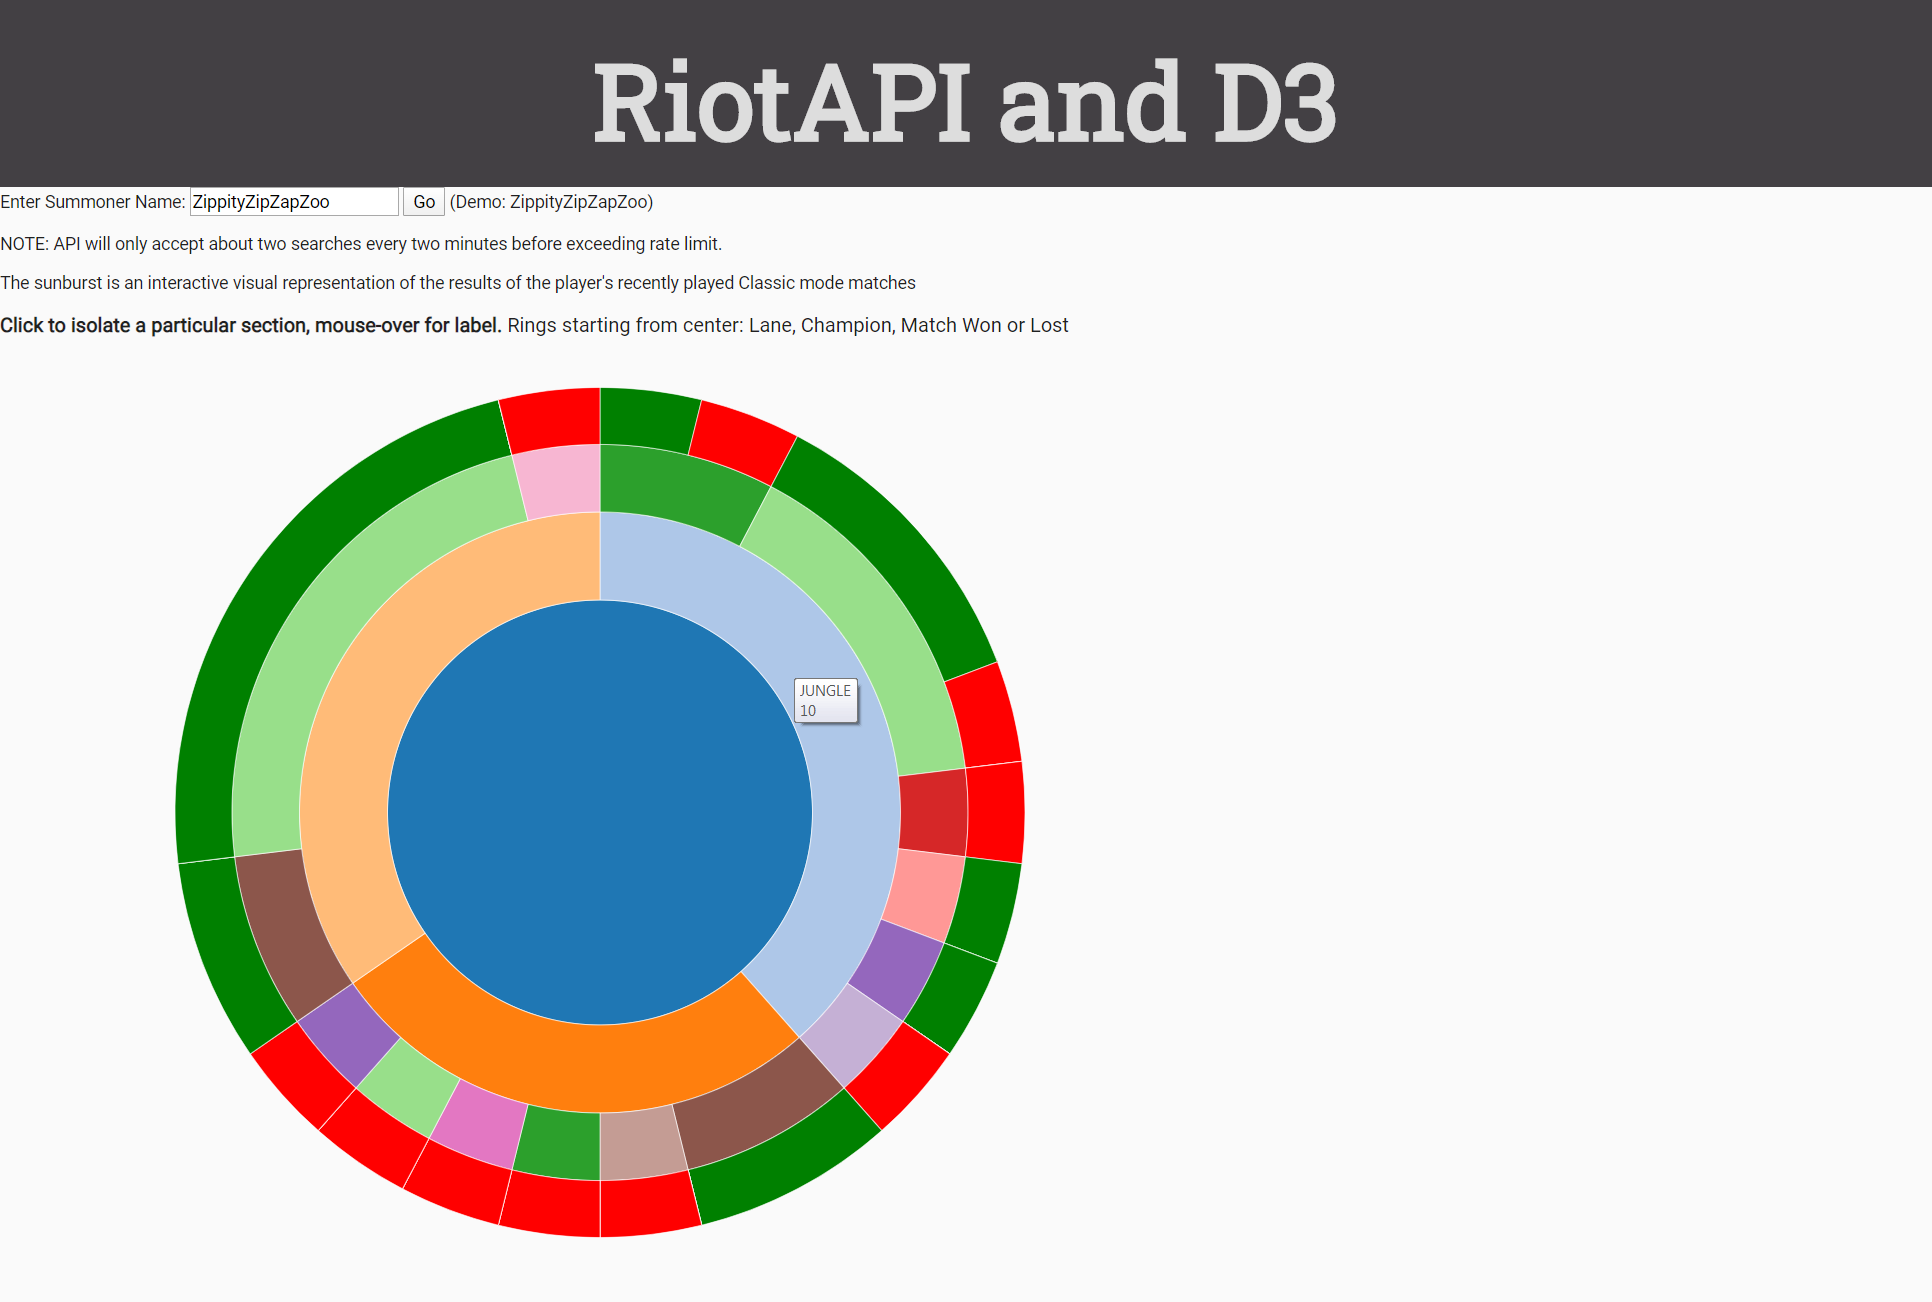 RiotAPI and D3
Enter Summoner Name: ZippityZipZapZoo Go (Demo: ZippityZipZapZoo)
NOTE: API will only accept about two searches every two minutes before exceeding rate limit.
The sunburst is an interactive visual representation of the results of the player's recently played Classic mode matches
Click to isolate a particular section, mouse-over for label. Rings starting from center: Lane, Champion, Match Won or Lost
JUNGLE
10